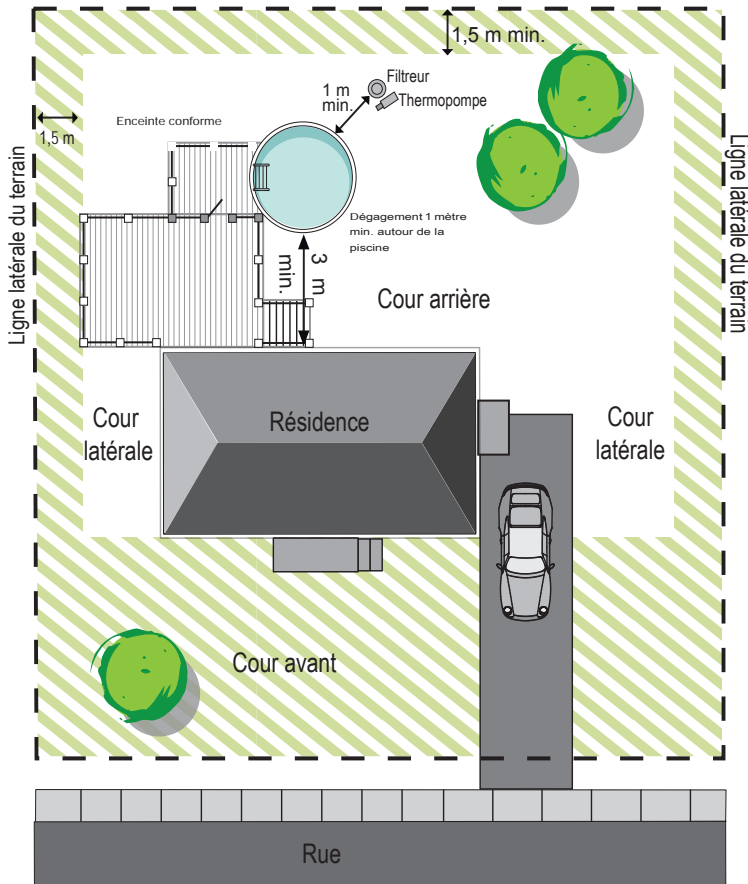 1,5 m min.
Filtreur
1 m
min.
Thermopompe
Enceinte conforme
1,5 m
Ligne latérale du terrain
Ligne latérale du terrain
Dégagement 1 mètre
min. autour de la
piscine
3 m
min.
Cour arrière
Cour
latérale
Résidence
Cour
latérale
Cour avant
Rue